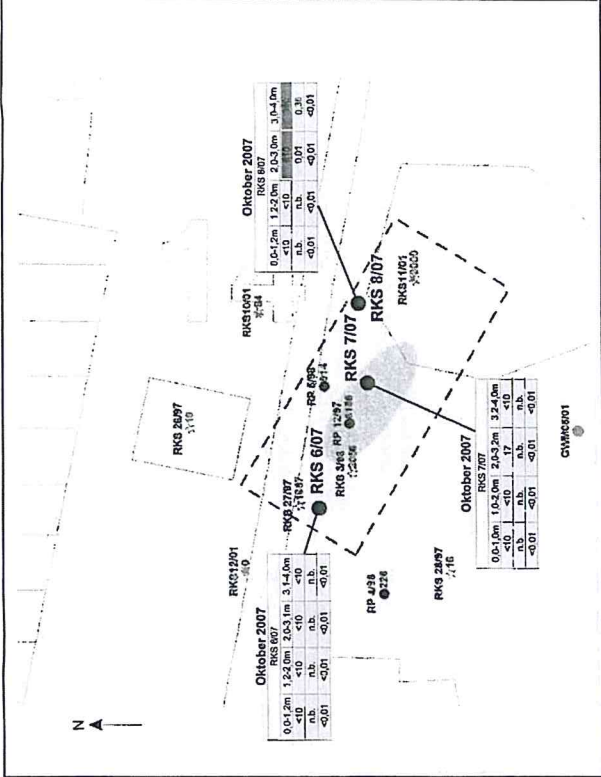 N
Oktober 2007
RKS 6/07
0,0-1,2m 1,2-2,0m 2,0-3,1m 3,1-4,0m
<10 <10 <10 <10
n.b. n.b. n.b. n.b.
<0,01 <0,01 <0,01 <0,01
RKS12/01
RKS 26/97
10
RKS10/01
Oktober 2007
RKS 8/07
0,0-1,2m 1,2-2,0m 2,0-3,0m 3,0-4,0m
<10 <10
n.b. n.b. 0,01
<0,01 <0,01 <0,01 <0,01
RKS 27/97
RKS 6/07
RKS 3/98
RP 12/97
RKS 7/07
RKS 8/07
RKS11/01
RP 4/98
226
RKS 28/97
16
Oktober 2007
RKS 7/07
0,0-1,0m 1,0-2,0m 2,0-3,2m 3,2-4,0m
<10 <10 17 <10
n.b. n.b. n.b. n.b.
<0,01 <0,01 <0,01 <0,01